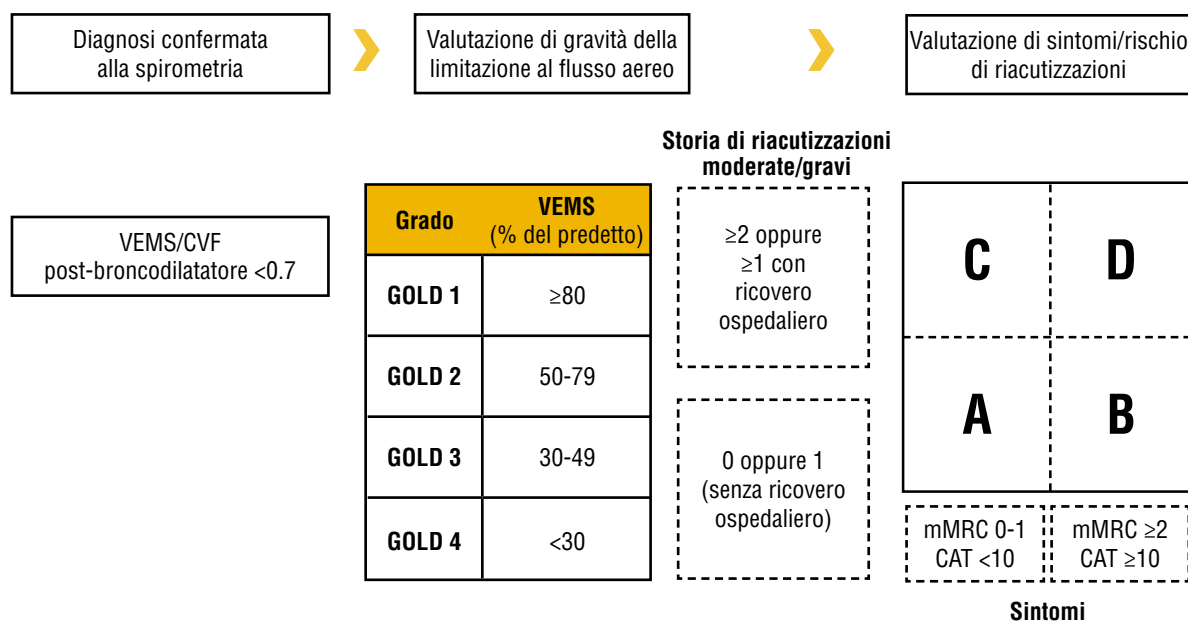 Diagnosi confermata
alla spirometria
Valutazione di gravità della
limitazione al flusso aereo
Valutazione di sintomi/rischio
di riacutizzazioni
VEMS/CVF
post-broncodilatatore <0.7
Grado
VEMS
(% del predetto)
GOLD 1
≥80
GOLD 2
50-79
GOLD 3
30-49
GOLD 4
<30
Storia di riacutizzazioni
moderate/gravi
≥2 oppure
≥1 con
ricovero
ospedaliero
0 oppure 1
(senza ricovero
ospedaliero)
C
D
A
B
mMRC 0-1
CAT <10
mMRC ≥2
CAT ≥10
Sintomi